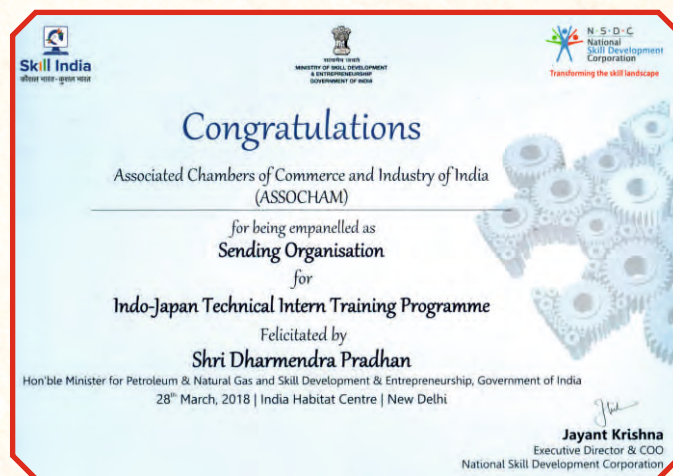 Skill India
कौशल भारत - कुशल भारत
सत्यमेव जयते
MINISTRY OF SKILL DEVELOPMENT
& ENTREPRENEURSHIP
GOVERNMENT OF INDIA
N·S·D·C
National
Skill Development
Corporation
Transforming the skill landscape
Congratulations
Associated Chambers of Commerce and Industry of India
(ASSOCHAM)
for being empanelled as
Sending Organisation
for
Indo-Japan Technical Intern Training Programme
Felicitated by
Shri Dharmendra Pradhan
Hon'ble Minister for Petroleum & Natural Gas and Skill Development & Entrepreneurship, Government of India
28th March, 2018 | India Habitat Centre | New Delhi
Jayant Krishna
Executive Director & COO
National Skill Development Corporation